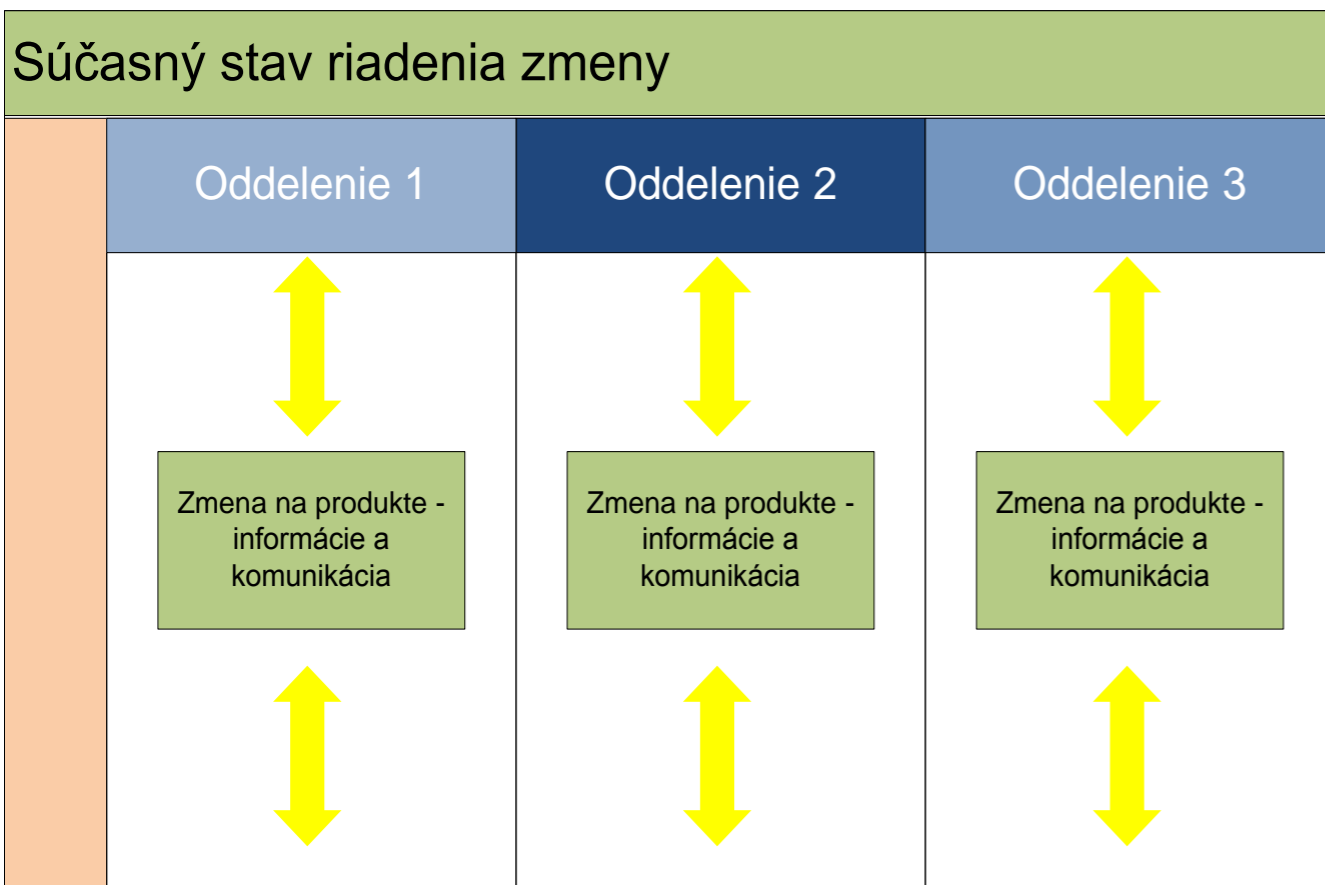 Súčasný stav riadenia zmeny
Oddelenie 1
Oddelenie 2
Oddelenie 3
Zmena na produkte -
informácie a
komunikácia
Zmena na produkte -
informácie a
komunikácia
Zmena na produkte -
informácie a
komunikácia